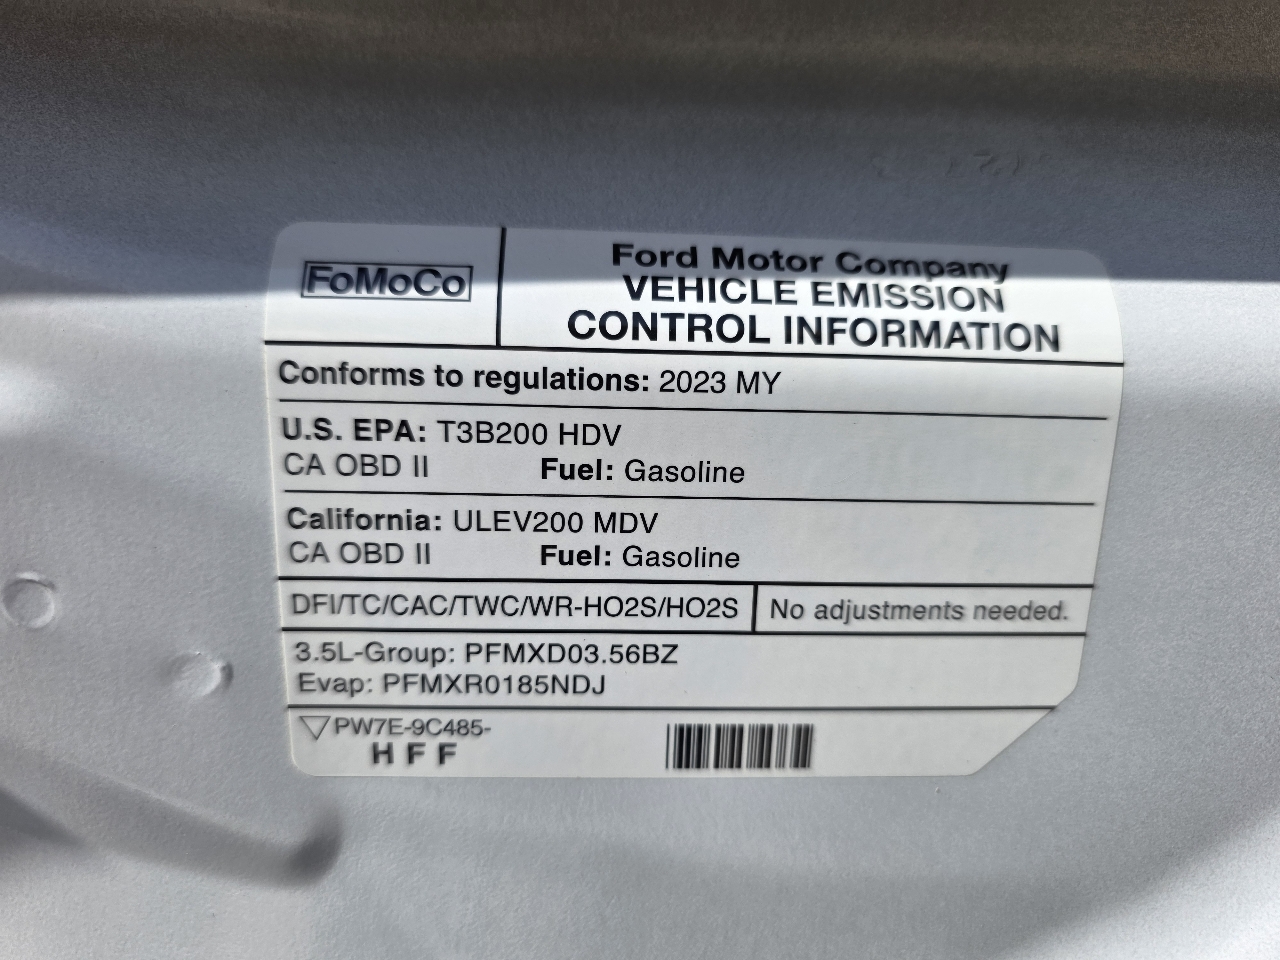 FoMoCo
Ford Motor Company
VEHICLE EMISSION
CONTROL INFORMATION
Conforms to regulations: 2023 MY
U.S. EPA: T3B200 HDV
CA OBD II Fuel: Gasoline
California: ULEV200 MDV
CA OBD II Fuel: Gasoline
DFI/TC/CAC/TWC/WR-HO2S/HO2S No adjustments needed.
3.5L-Group: PFMXD03.56BZ
Evap: PFMXR0185NDJ
PW7E-9C485-
H F F